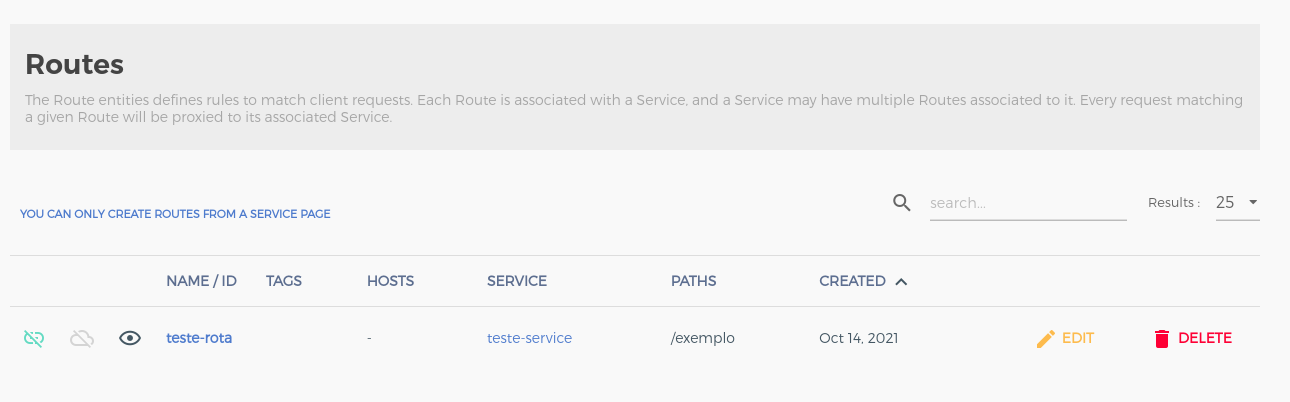 Routes
The Route entities defines rules to match client requests. Each Route is associated with a Service, and a Service may have multiple Routes associated to it. Every request matching
a given Route will be proxied to its associated Service.
YOU CAN ONLY CREATE ROUTES FROM A SERVICE PAGE
search...
Results :
25
NAME / ID TAGS HOSTS SERVICE PATHS CREATED
teste-rota - teste-service /exemplo Oct 14, 2021 EDIT DELETE